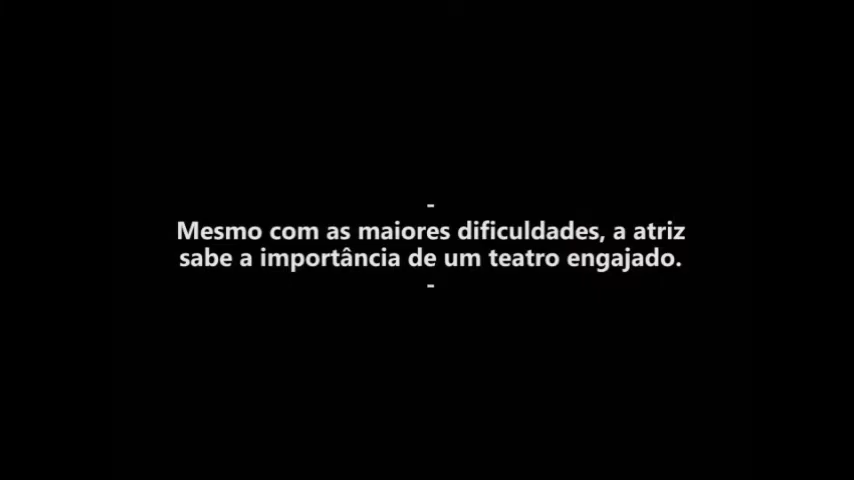 -
Mesmo com as maiores dificuldades, a atriz
sabe a importância de um teatro engajado.
-